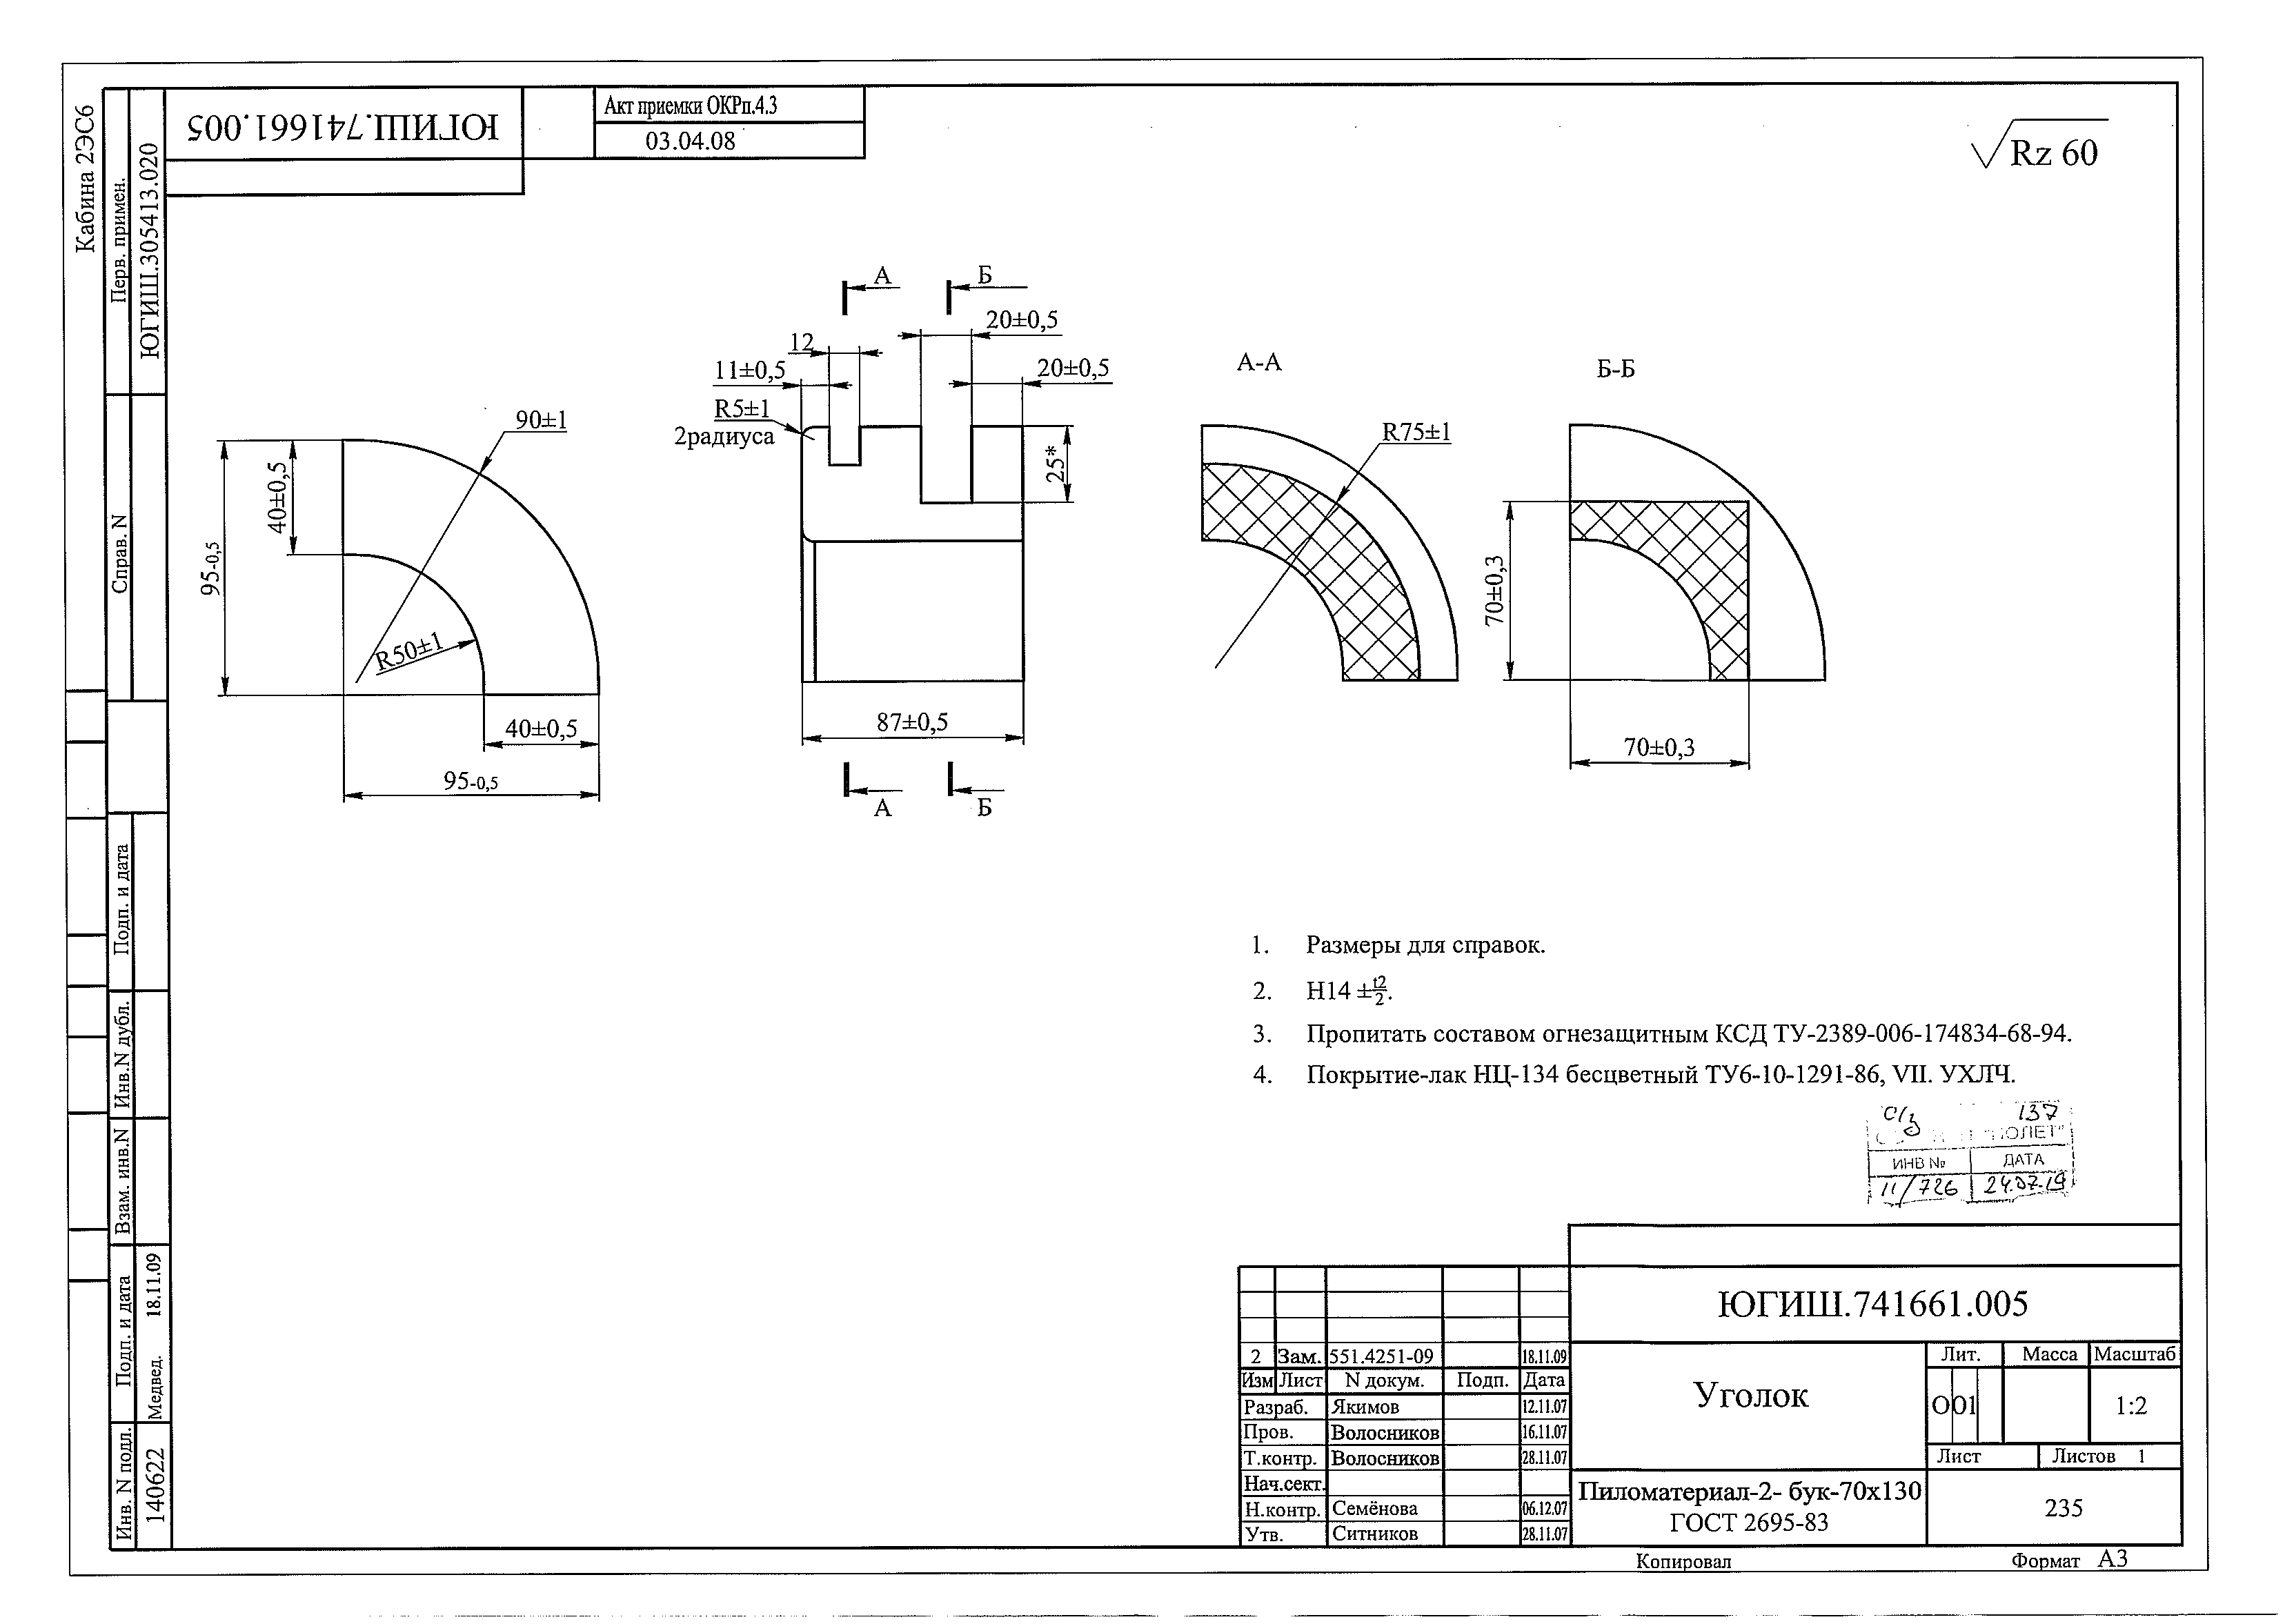 Кабина 2ЭС6
Перв. примен.
ЮГИШ.305413.020
Справ. N
Подп. и дата
Инв.N дубл.
Взам. инв.N
Подп. и дата
Медвед. 18.11.09
Инв. N подл.
140622
ЮГИШ.741661.005
Акт приемки ОКРп.4.3
03.04.08
Rz 60
90±1
40±0,5
95-0,5
R50±1
40±0,5
95-0,5
А
Б
20±0,5
12
11±0,5
20±0,5
R5±1
2радиуса
25*
87±0,5
А
Б
А-А
R75±1
Б-Б
70±0,3
70±0,3
1. Размеры для справок.
2. Н14 ±t2/2.
3. Пропитать составом огнезащитным КСД ТУ-2389-006-174834-68-94.
4. Покрытие-лак НЦ-134 бесцветный ТУ6-10-1291-86, VII. УХЛЧ.
137
ИНВ № ДАТА
11/726 24.07.19
ЮГИШ.741661.005
2 Зам. 551.4251-09 18.11.09
Изм Лист N докум. Подп. Дата
Разраб. Якимов 12.11.07
Пров. Волосников 16.11.07
Т.контр. Волосников 28.11.07
Нач.сект.
Н.контр. Семёнова 06.12.07
Утв. Ситников 28.11.07
Уголок
Лит. Масса Масштаб
О О1 1:2
Лист Листов 1
Пиломатериал-2- бук-70х130
ГОСТ 2695-83
235
Копировал Формат А3